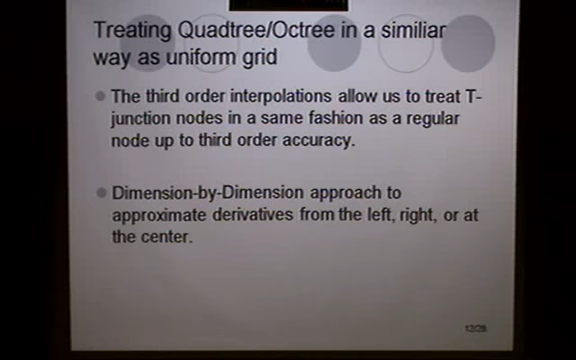 Treating Quadtree/Octree in a similiar
way as uniform grid
The third order interpolations allow us to treat T-
junction nodes in a same fashion as a regular
node up to third order accuracy.
Dimension-by-Dimension approach to
approximate derivatives from the left, right, or at
the center.
12/28